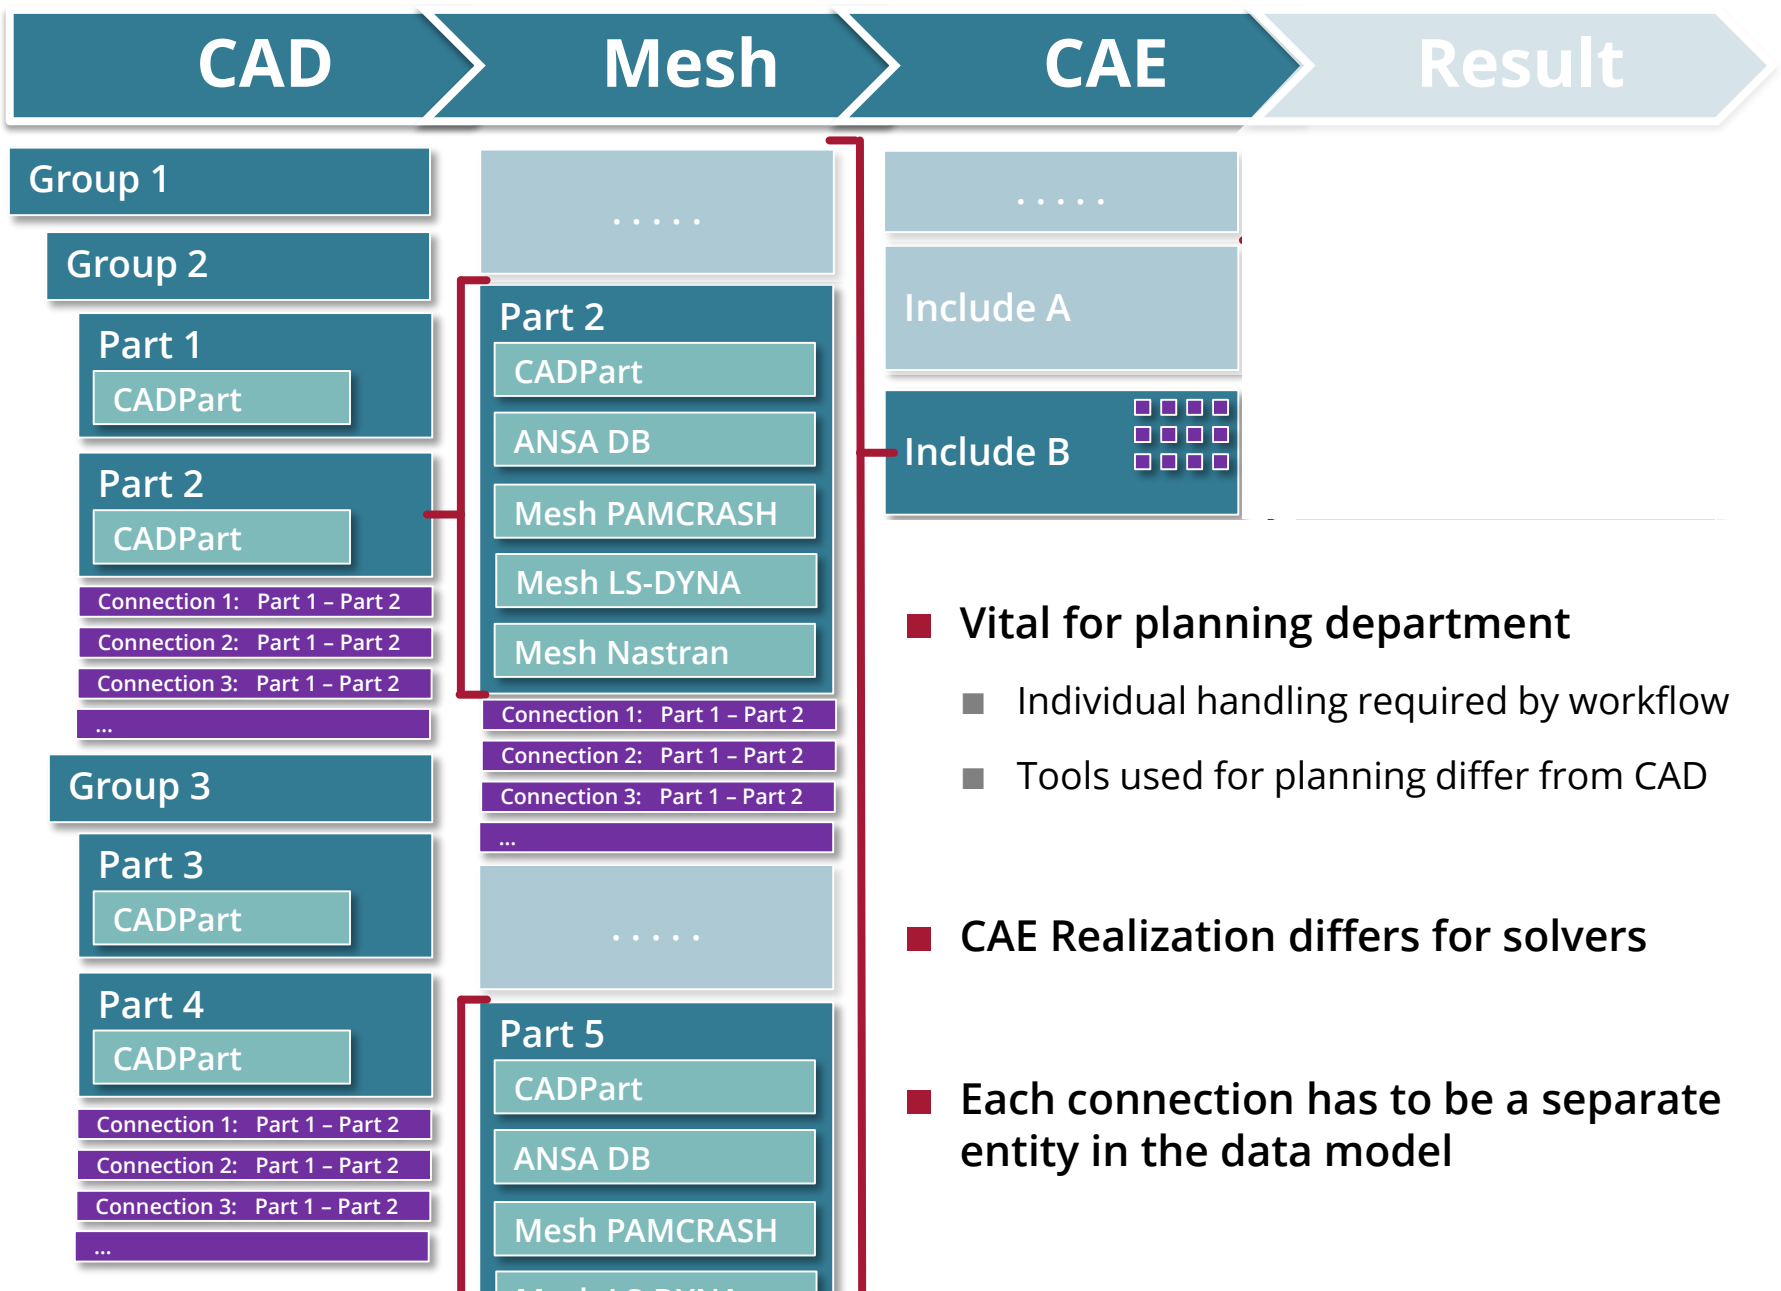 CAD
Mesh
CAE
Result
Group 1
Group 2
Part 1
CADPart
Part 2
CADPart
Connection 1: Part 1 – Part 2
Connection 2: Part 1 – Part 2
Connection 3: Part 1 – Part 2
...
Group 3
Part 3
CADPart
Part 4
CADPart
Connection 1: Part 1 – Part 2
Connection 2: Part 1 – Part 2
Connection 3: Part 1 – Part 2
...
. . . . .
Part 2
CADPart
ANSA DB
Mesh PAMCRASH
Mesh LS-DYNA
Mesh Nastran
Connection 1: Part 1 – Part 2
Connection 2: Part 1 – Part 2
Connection 3: Part 1 – Part 2
...
. . . . .
Part 5
CADPart
ANSA DB
Mesh PAMCRASH
Mesh LS-DYNA
. . . . .
Include A
Include B
Vital for planning department
Individual handling required by workflow
Tools used for planning differ from CAD
CAE Realization differs for solvers
Each connection has to be a separate
entity in the data model